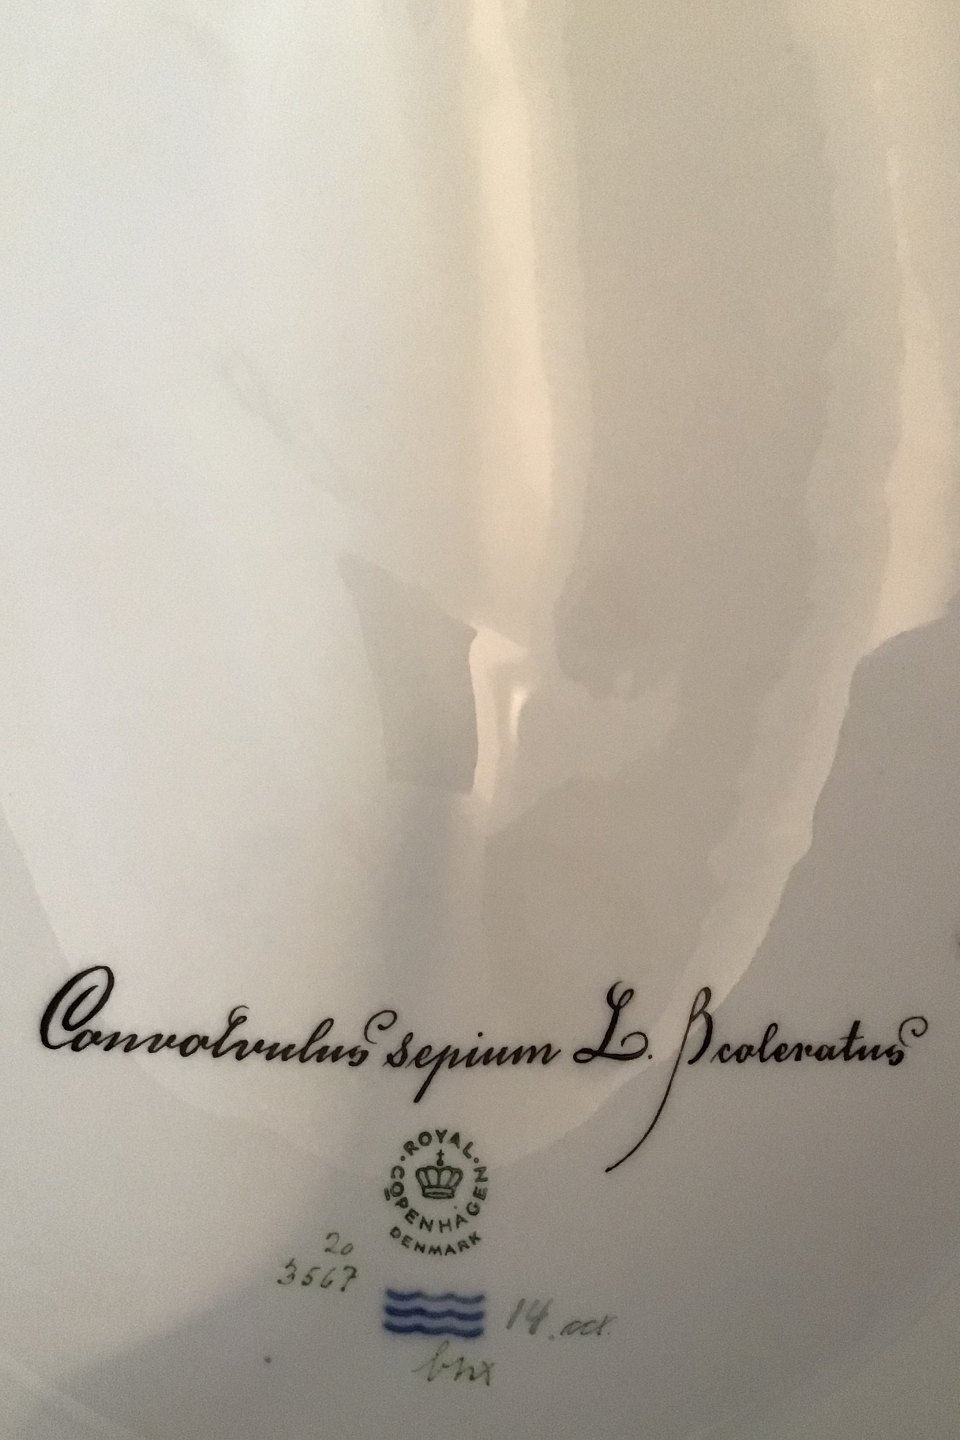 Convolvulus sepium L. β coleratus
ROYAL COPENHAGEN
DENMARK
20
3567
14. oct.